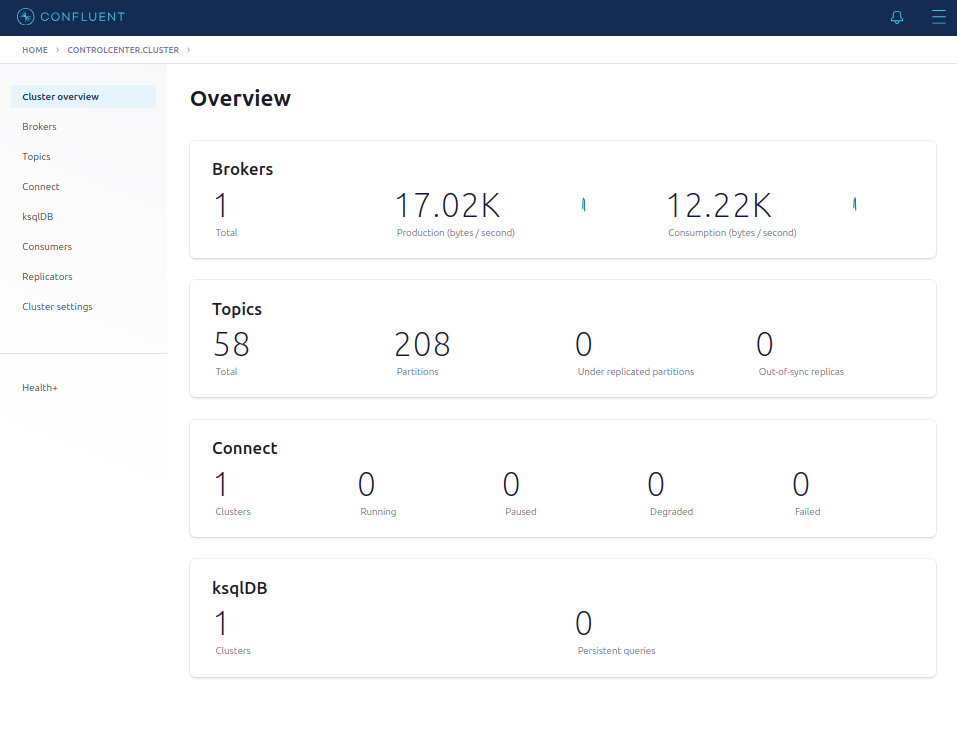 CONFLUENT
HOME > CONTROLCENTER.CLUSTER >
Cluster overview
Brokers
Topics
Connect
ksqlDB
Consumers
Replicators
Cluster settings
Health+
Overview
Brokers
1 17.02K 12.22K
Total Production (bytes / second) Consumption (bytes / second)
Topics
58 208 0 0
Total Partitions Under replicated partitions Out-of-sync replicas
Connect
1 0 0 0 0
Clusters Running Paused Degraded Failed
ksqlDB
1 0
Clusters Persistent queries